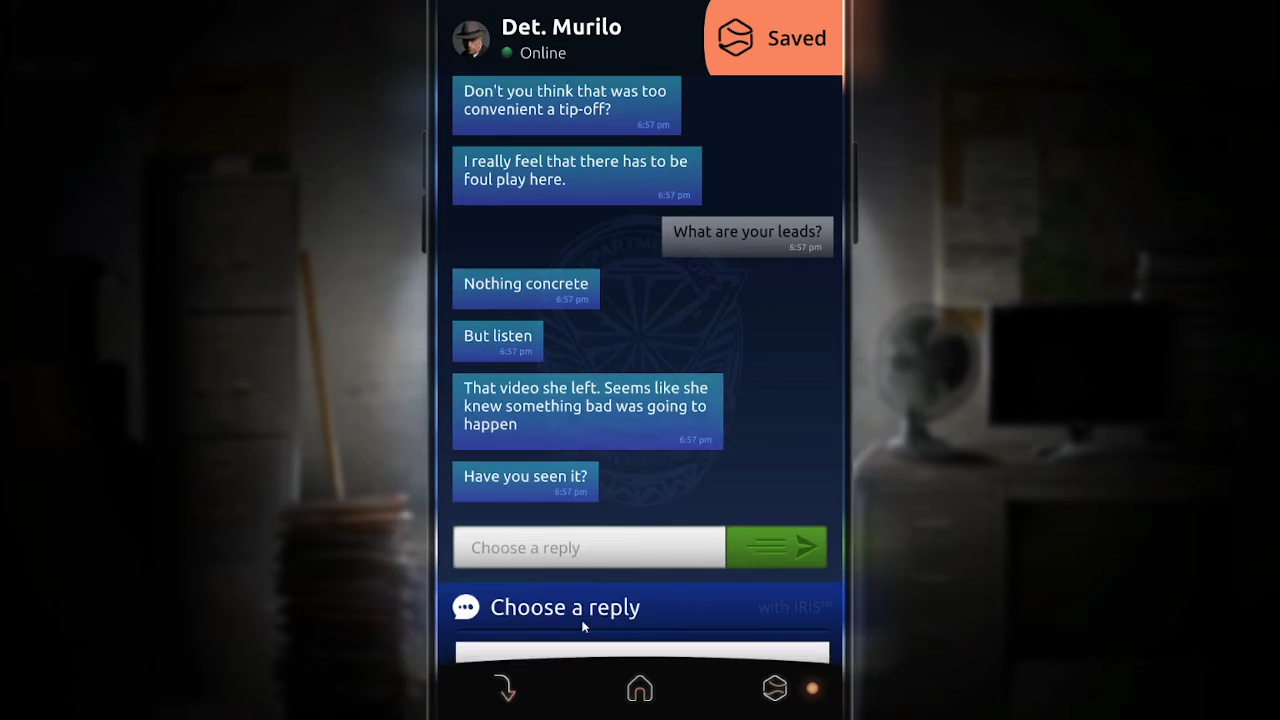 Det. Murilo
Online
Saved
Don't you think that was too
convenient a tip-off?
6:57 pm
I really feel that there has to be
foul play here.
6:57 pm
What are your leads?
6:57 pm
Nothing concrete
6:57 pm
But listen
6:57 pm
That video she left. Seems like she
knew something bad was going to
happen
6:57 pm
Have you seen it?
6:57 pm
Choose a reply
Choose a reply
with IRIS™